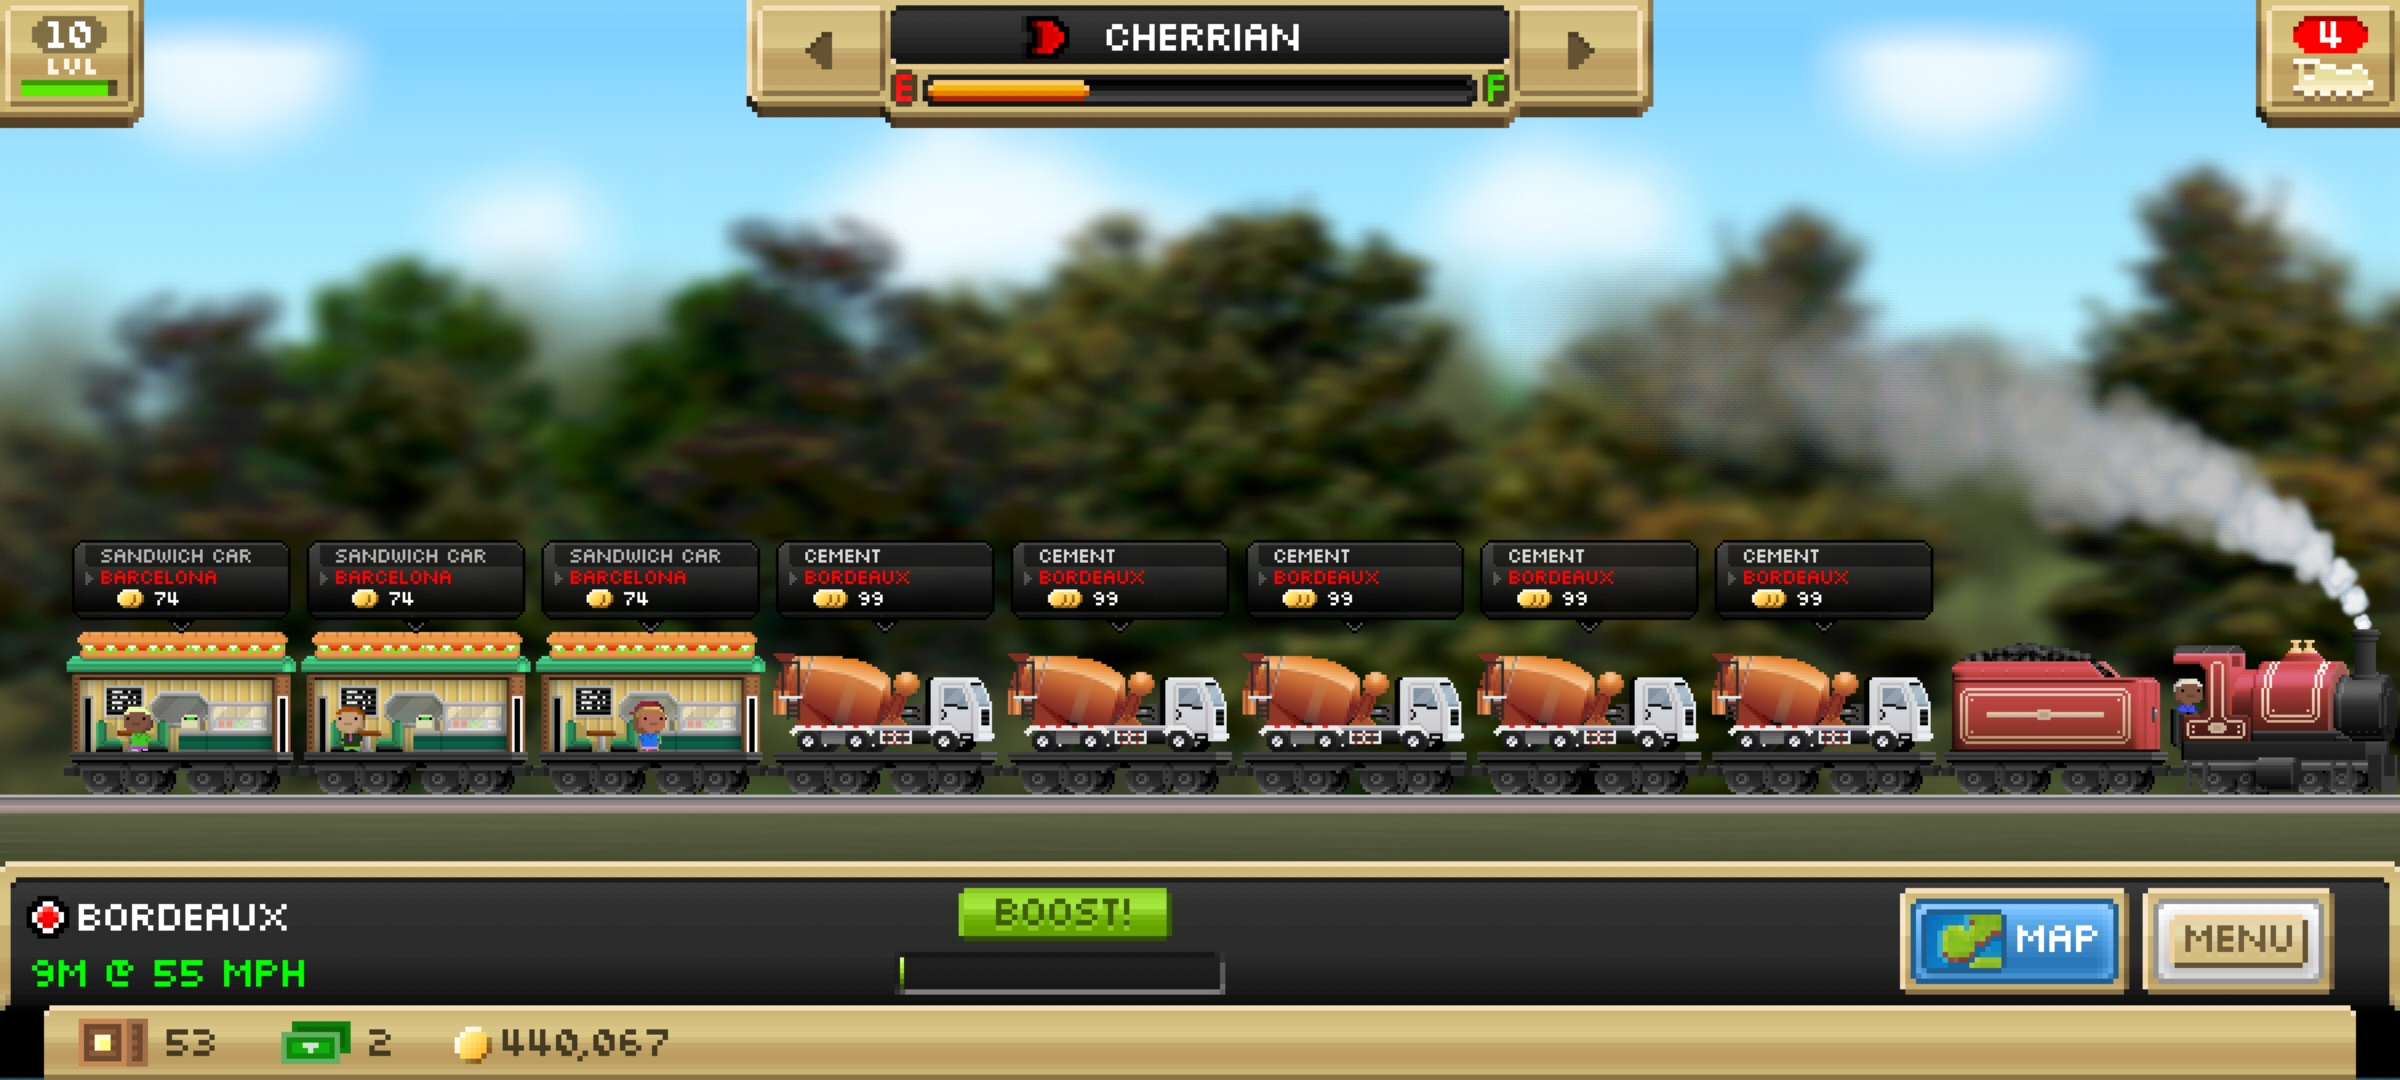 10
LVL
CHERRIAN
E F
4
SANDWICH CAR
BARCELONA
74
SANDWICH CAR
BARCELONA
74
SANDWICH CAR
BARCELONA
74
CEMENT
BORDEAUX
99
CEMENT
BORDEAUX
99
CEMENT
BORDEAUX
99
CEMENT
BORDEAUX
99
CEMENT
BORDEAUX
99
BORDEAUX
9M @ 55 MPH
BOOST!
MAP
MENU
53 2 440,067